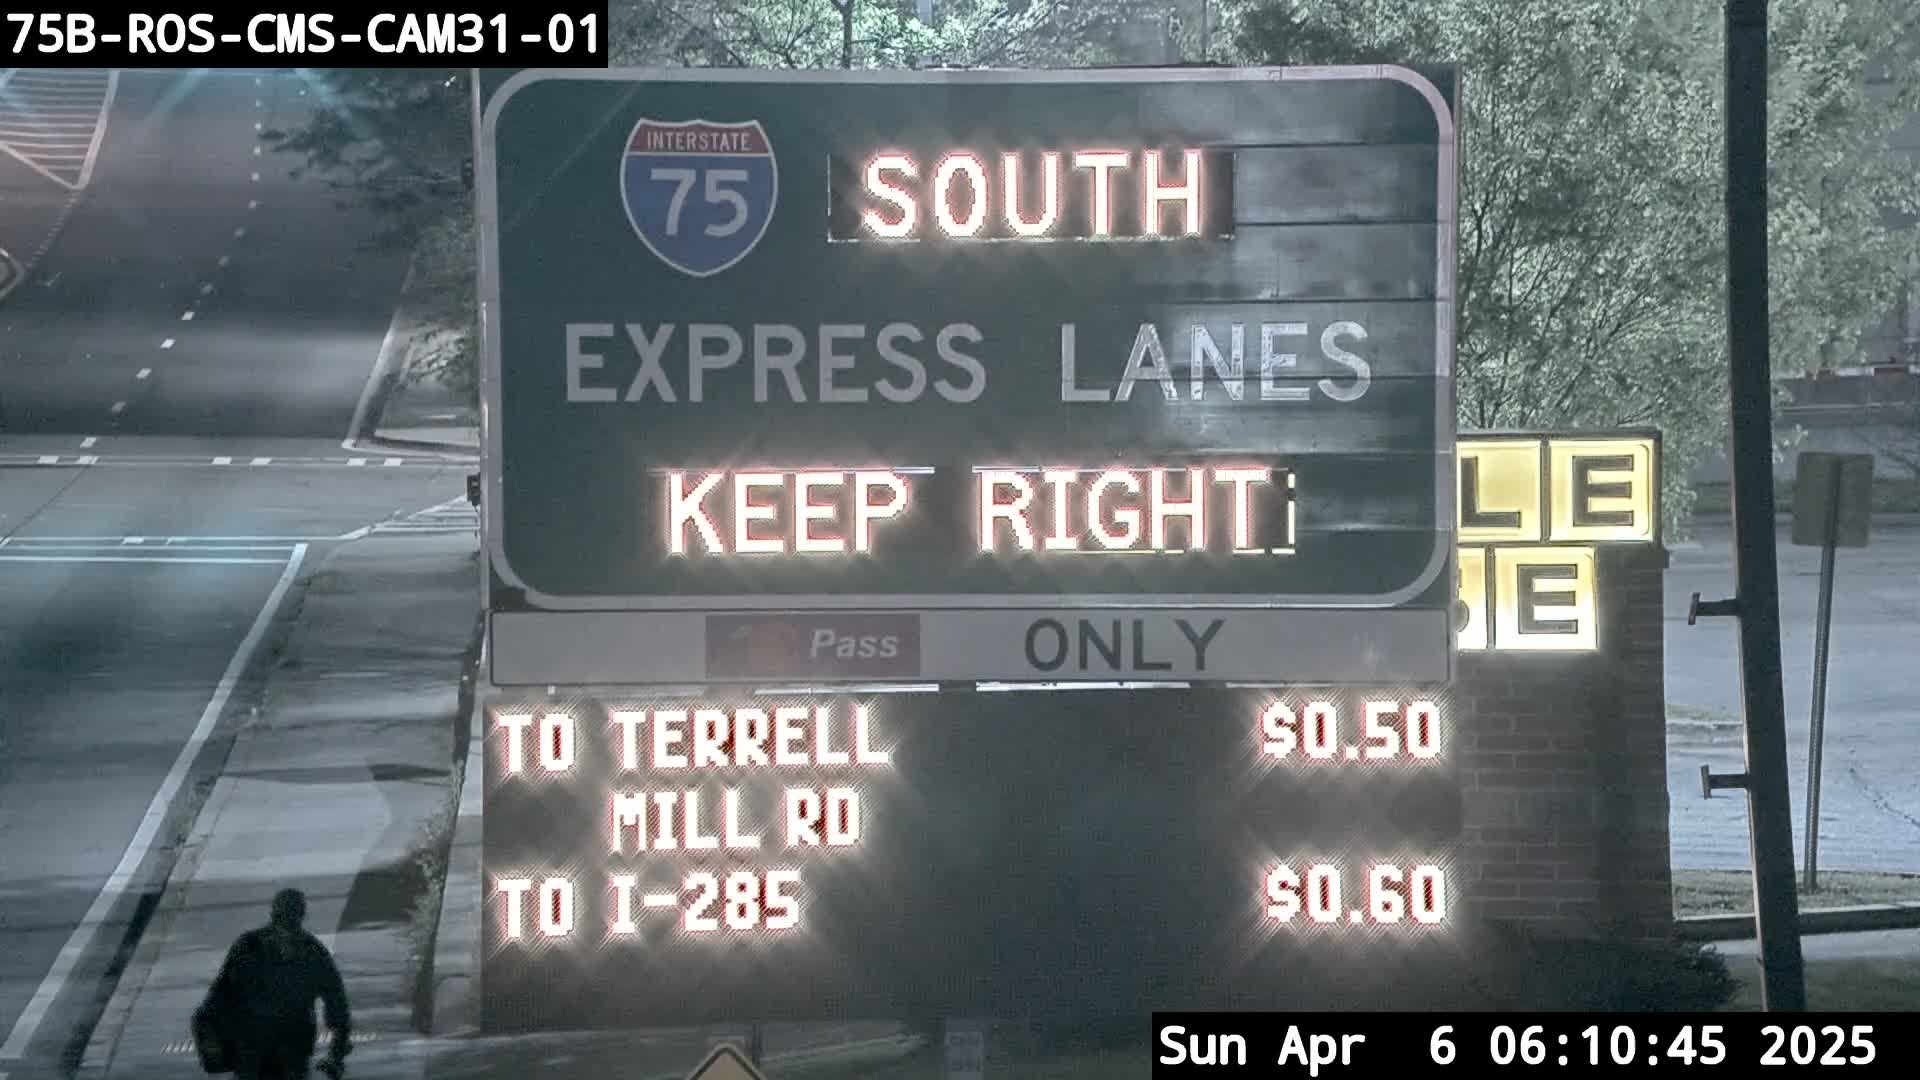 75B-ROS-CMS-CAM31-01
INTERSTATE
75
SOUTH
EXPRESS LANES
KEEP RIGHT
Pass ONLY
TO TERRELL $0.50
MILL RD
TO I-285 $0.60
LE
E
Sun Apr 6 06:10:45 2025